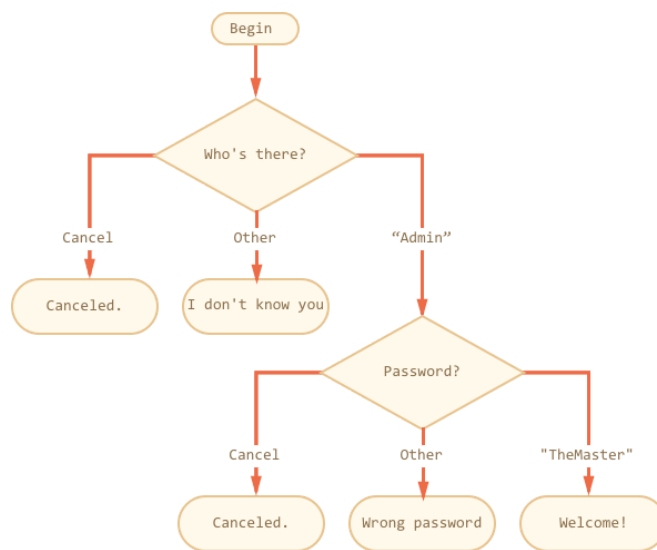 Begin
Who's there?
Cancel
Other
“Admin”
Canceled.
I don't know you
Password?
Cancel
Other
"TheMaster"
Canceled.
Wrong password
Welcome!